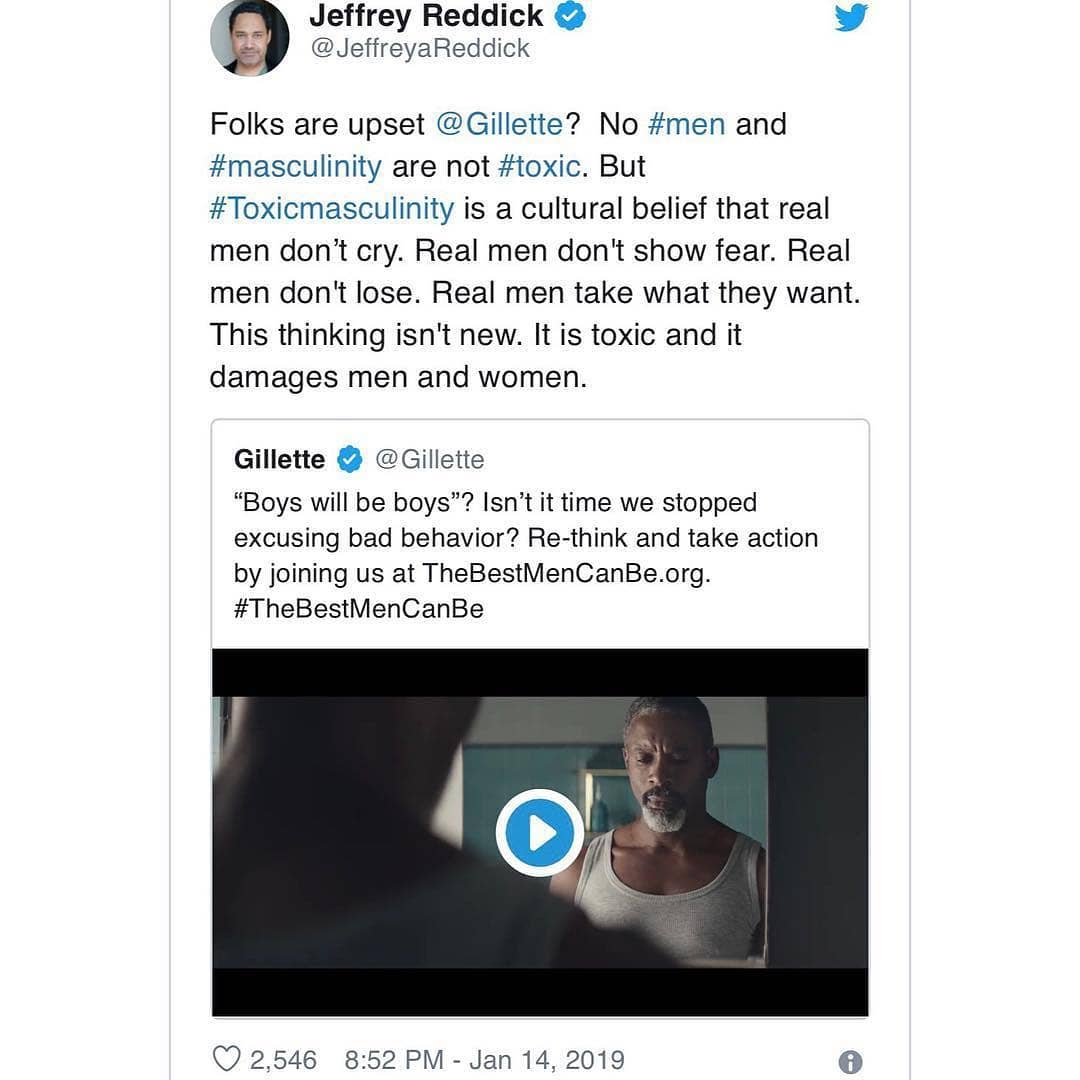 Jeffrey Reddick
@JeffreyaReddick
Folks are upset @Gillette?  No #men and
#masculinity are not #toxic. But
#Toxicmasculinity is a cultural belief that real
men don’t cry. Real men don't show fear. Real
men don't lose. Real men take what they want.
This thinking isn't new. It is toxic and it
damages men and women.
Gillette @Gillette
“Boys will be boys”? Isn’t it time we stopped
excusing bad behavior? Re-think and take action
by joining us at TheBestMenCanBe.org.
#TheBestMenCanBe
2,546 8:52 PM - Jan 14, 2019